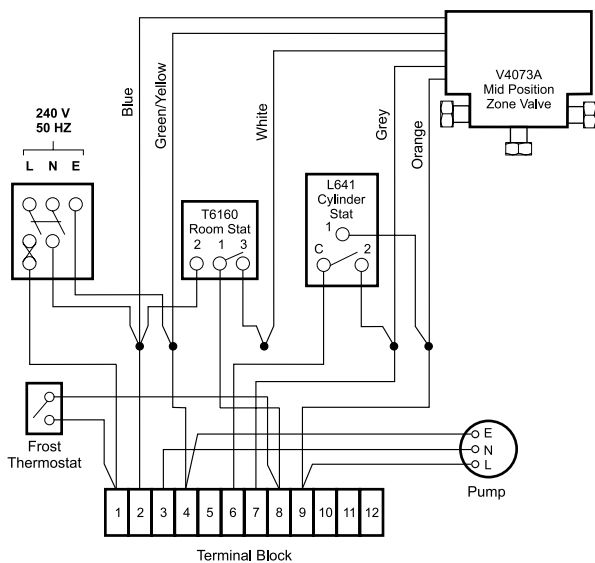 V4073A
Mid Position
Zone Valve
Blue
Green/Yellow
White
Grey
Orange
240 V
50 HZ
L N E
T6160
Room Stat
2 1 3
L641
Cylinder
Stat
1
C 2
Frost
Thermostat
E
N
L
Pump
1 2 3 4 5 6 7 8 9 10 11 12
Terminal Block